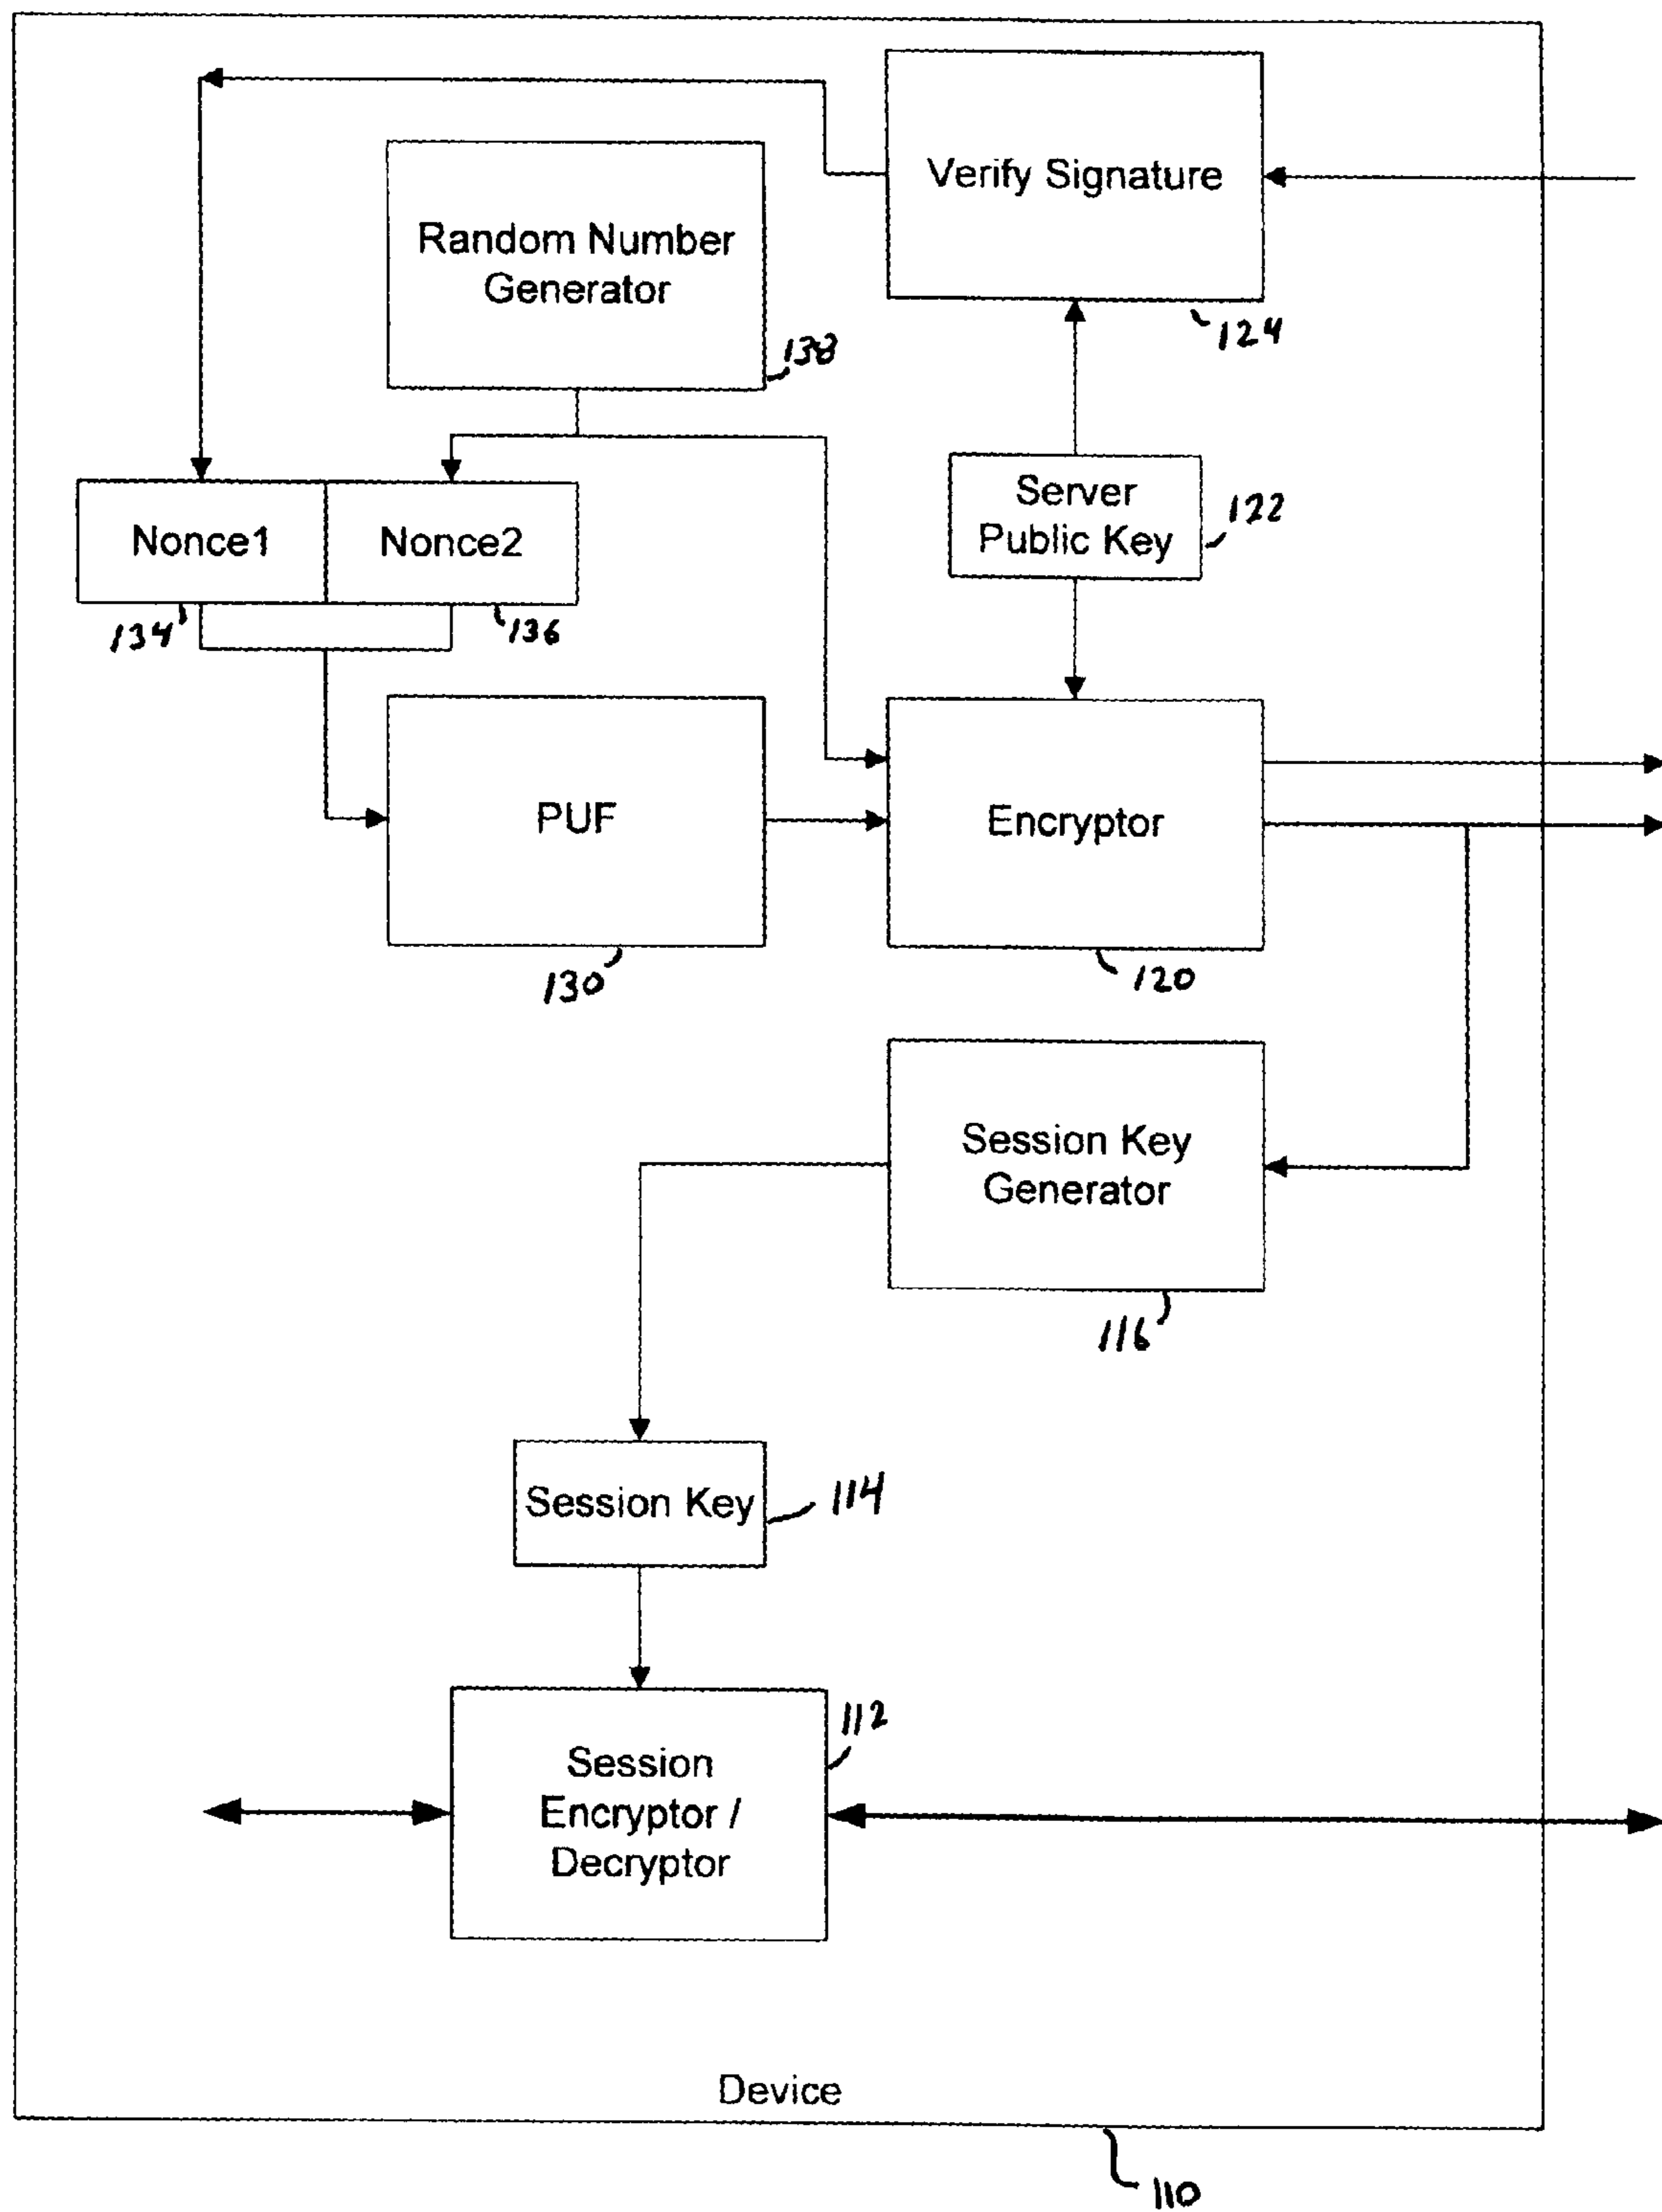 Verify Signature
124
Random Number
Generator
138
Server
Public Key
122
Nonce1
Nonce2
134
136
PUF
130
Encryptor
120
Session Key
Generator
116
Session Key
114
Session
Encryptor /
Decryptor
112
Device
110